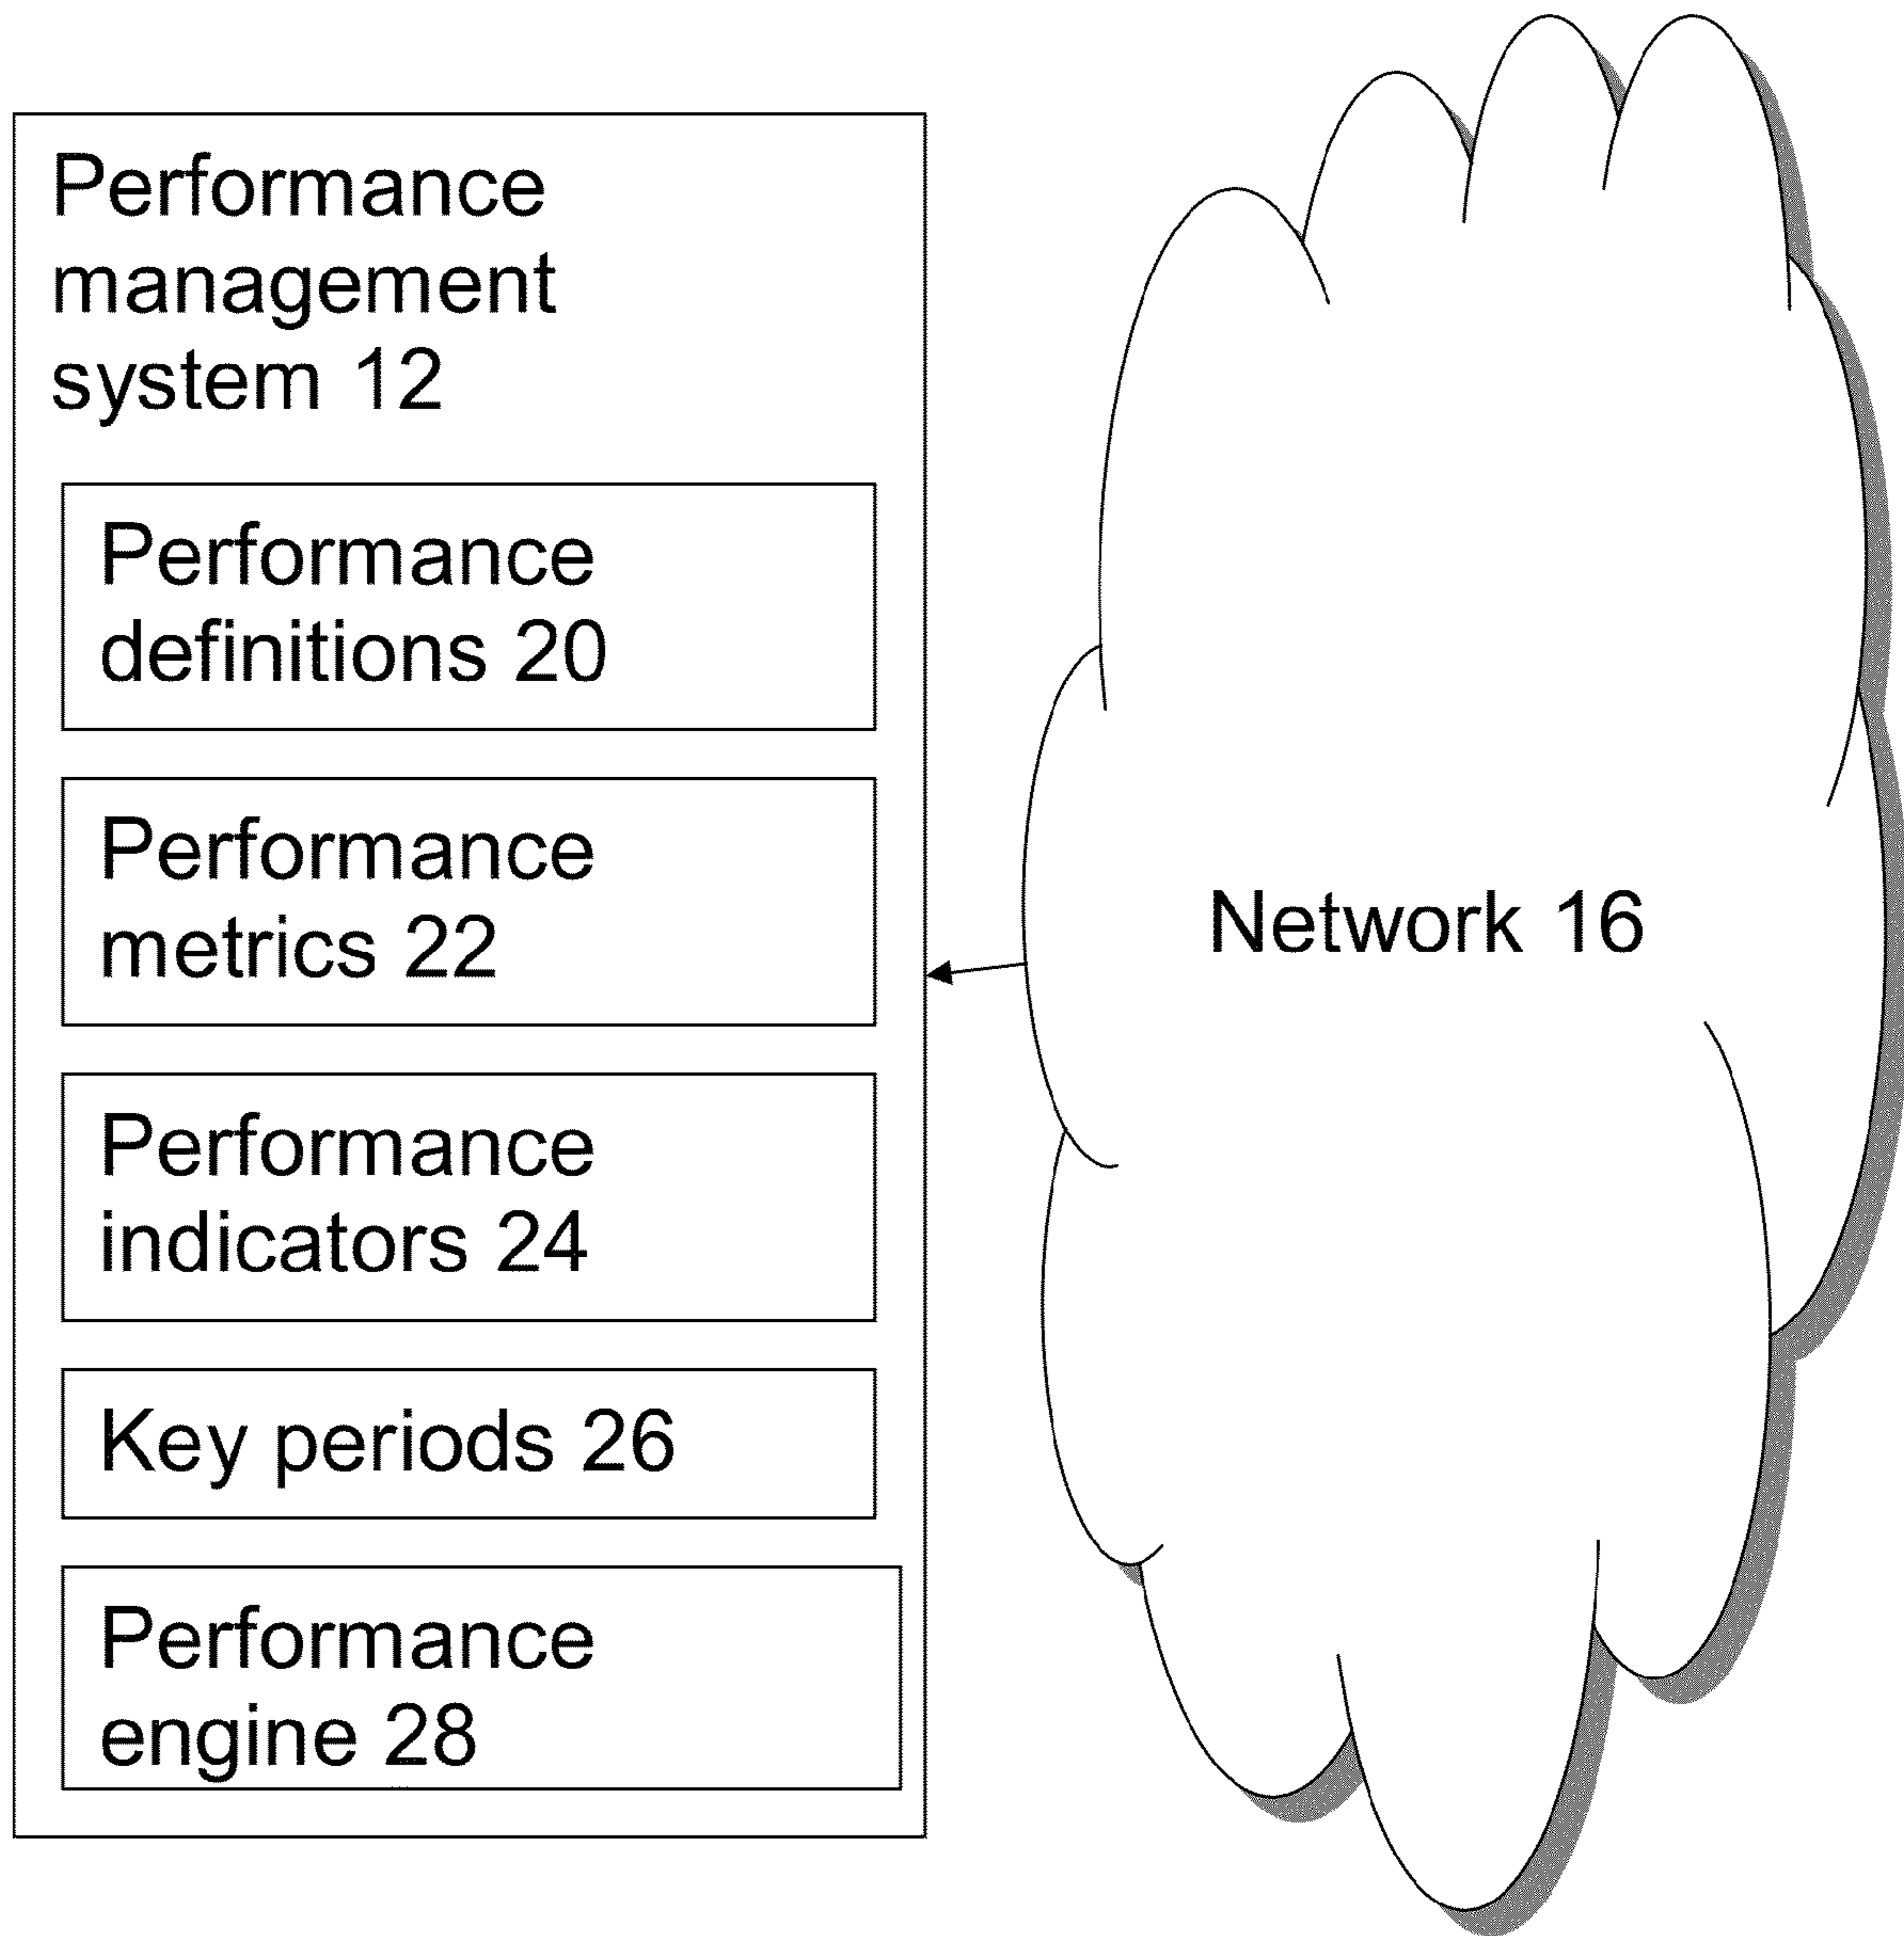 Performance
management
system 12
Performance
definitions 20
Performance
metrics 22
Performance
indicators 24
Key periods 26
Performance
engine 28
Network 16